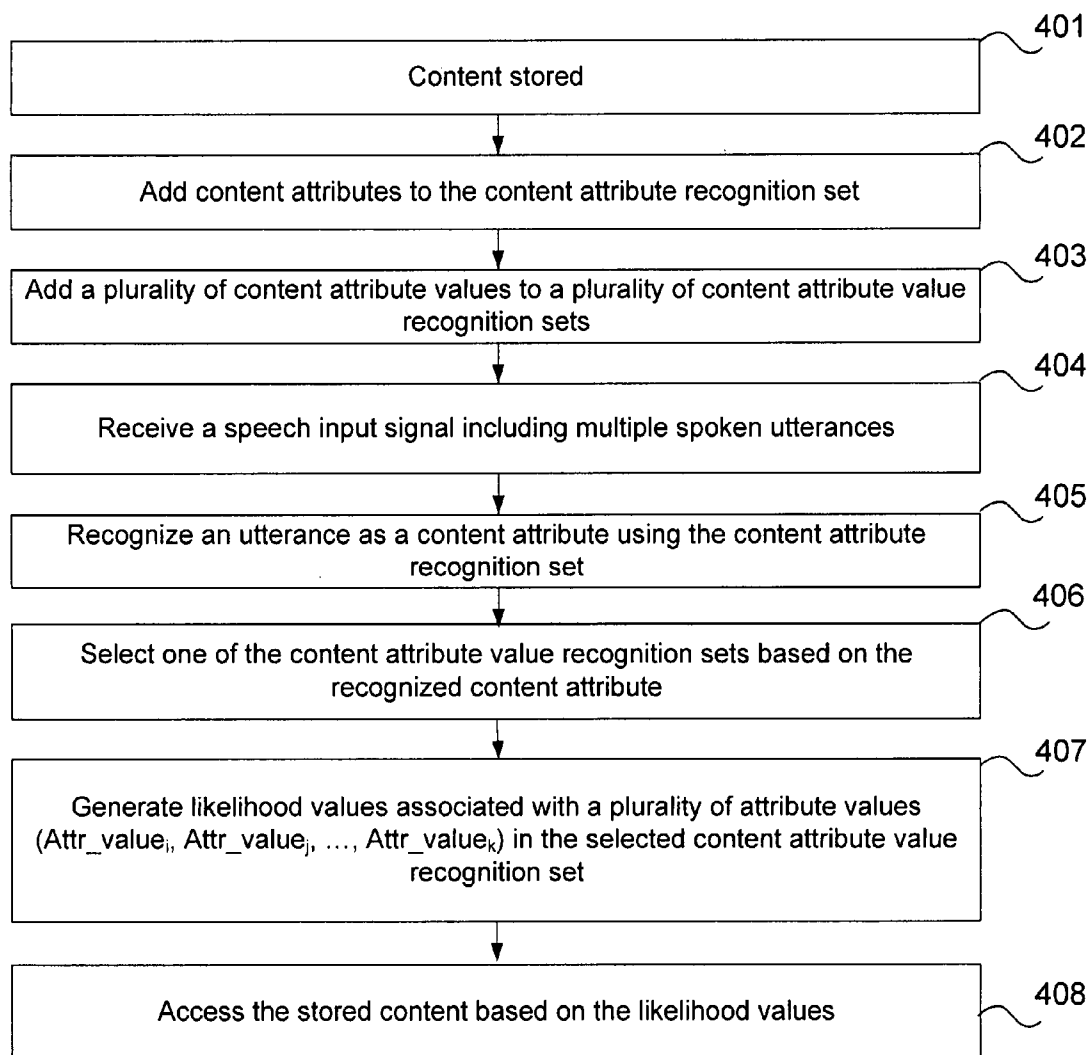 401
Content stored
402
Add content attributes to the content attribute recognition set
403
Add a plurality of content attribute values to a plurality of content attribute value
recognition sets
404
Receive a speech input signal including multiple spoken utterances
405
Recognize an utterance as a content attribute using the content attribute
recognition set
406
Select one of the content attribute value recognition sets based on the
recognized content attribute
407
Generate likelihood values associated with a plurality of attribute values
(Attr_valueᵢ, Attr_valueⱼ, …, Attr_valueₖ) in the selected content attribute value
recognition set
408
Access the stored content based on the likelihood values